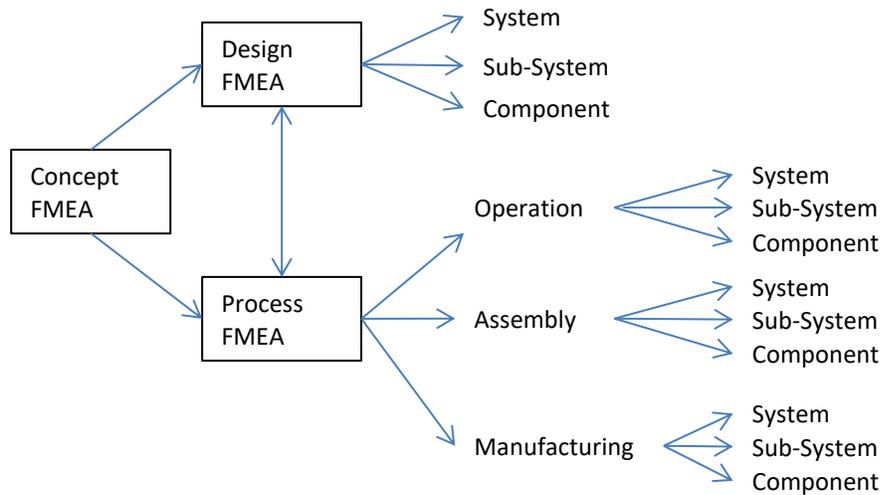 Design
FMEA
System
Sub-System
Component
Concept
FMEA
Operation
System
Sub-System
Component
Process
FMEA
Assembly
System
Sub-System
Component
Manufacturing
System
Sub-System
Component